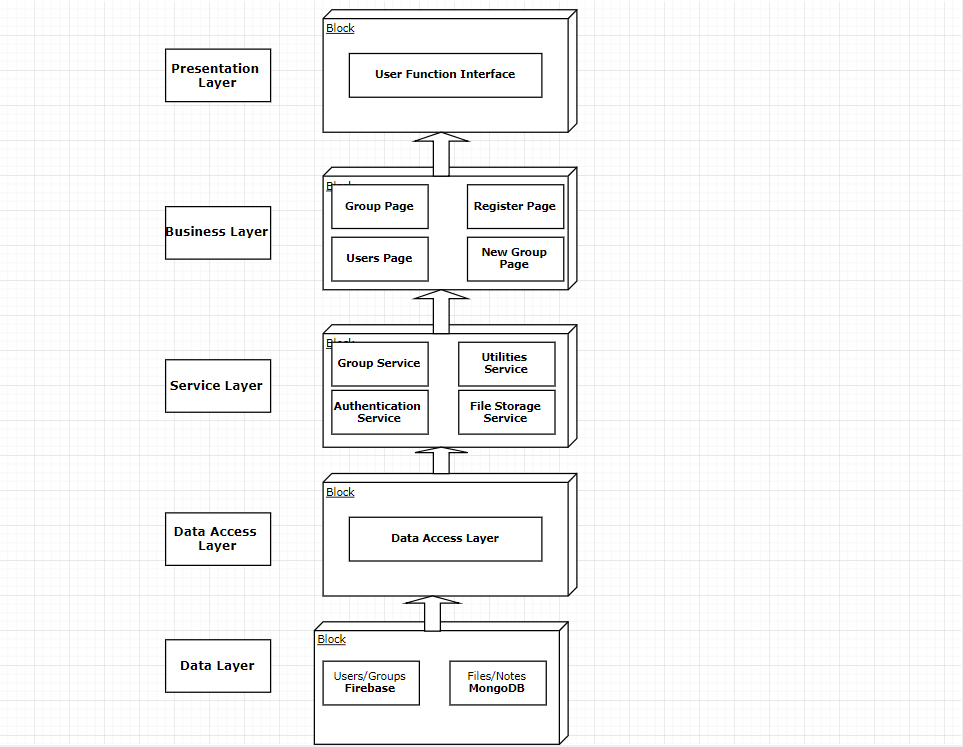 Block
Presentation
Layer
User Function Interface
Group Page
Register Page
Business Layer
Users Page
New Group
Page
Group Service
Utilities
Service
Service Layer
Authentication
Service
File Storage
Service
Block
Data Access
Layer
Data Access Layer
Block
Data Layer
Users/Groups
Firebase
Files/Notes
MongoDB